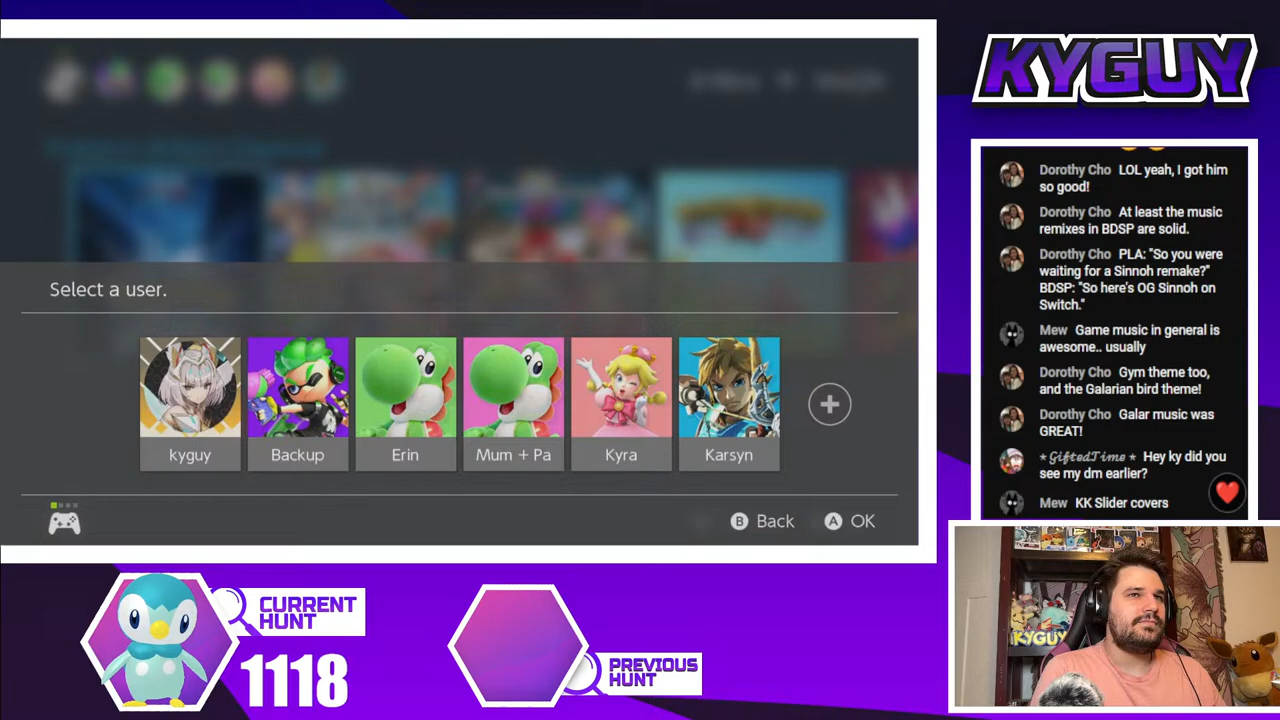 KYGUY
Select a user.
kyguy
Backup
Erin
Mum + Pa
Kyra
Karsyn
B Back
A OK
Dorothy Cho LOL yeah, I got him
so good!
Dorothy Cho At least the music
remixes in BDSP are solid.
Dorothy Cho PLA: "So you were
waiting for a Sinnoh remake?"
BDSP: "So here's OG Sinnoh on
Switch."
Mew Game music in general is
awesome.. usually
Dorothy Cho Gym theme too,
and the Galarian bird theme!
Dorothy Cho Galar music was
GREAT!
⋆ 𝓖𝓲𝓯𝓽𝓮𝓭𝓣𝓲𝓶𝓮 ⋆ Hey ky did you
see my dm earlier?
Mew KK Slider covers
CURRENT
HUNT
1118
PREVIOUS
HUNT
KYGUY